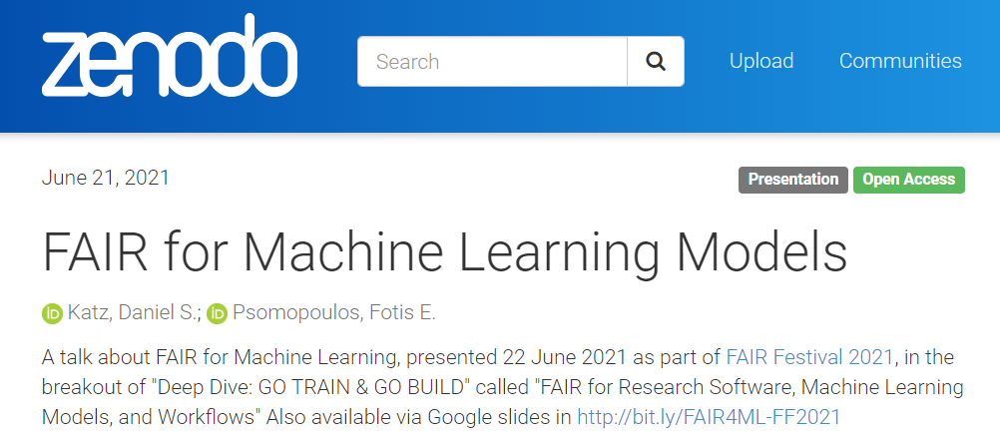 zenodo
Search
Upload
Communities
June 21, 2021
Presentation
Open Access
FAIR for Machine Learning Models
iD Katz, Daniel S.; iD Psomopoulos, Fotis E.
A talk about FAIR for Machine Learning, presented 22 June 2021 as part of FAIR Festival 2021, in the
breakout of "Deep Dive: GO TRAIN & GO BUILD" called "FAIR for Research Software, Machine Learning
Models, and Workflows" Also available via Google slides in http://bit.ly/FAIR4ML-FF2021